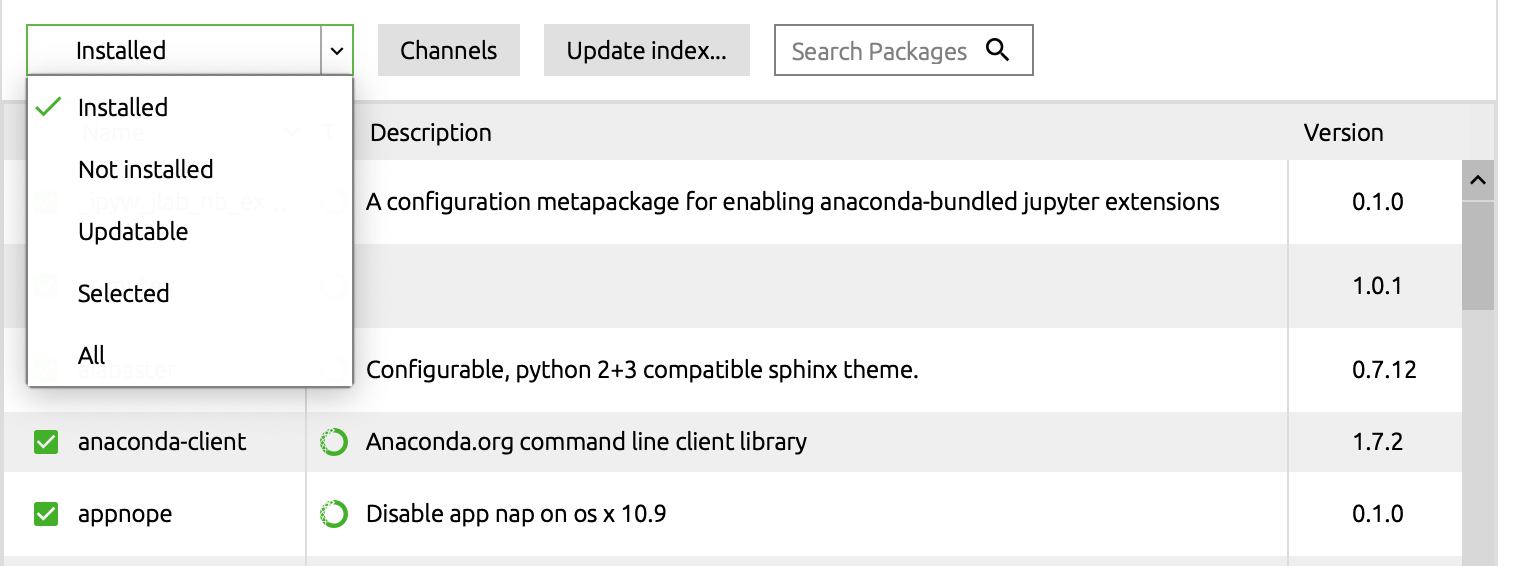 Installed
Channels
Update index...
Search Packages
Installed
Name
T
Description
Version
Not installed
_ipyw_jlab_nb_ex...
A configuration metapackage for enabling anaconda-bundled jupyter extensions
0.1.0
Updatable
Selected
1.0.1
All
alabaster
Configurable, python 2+3 compatible sphinx theme.
0.7.12
anaconda-client
Anaconda.org command line client library
1.7.2
appnope
Disable app nap on os x 10.9
0.1.0